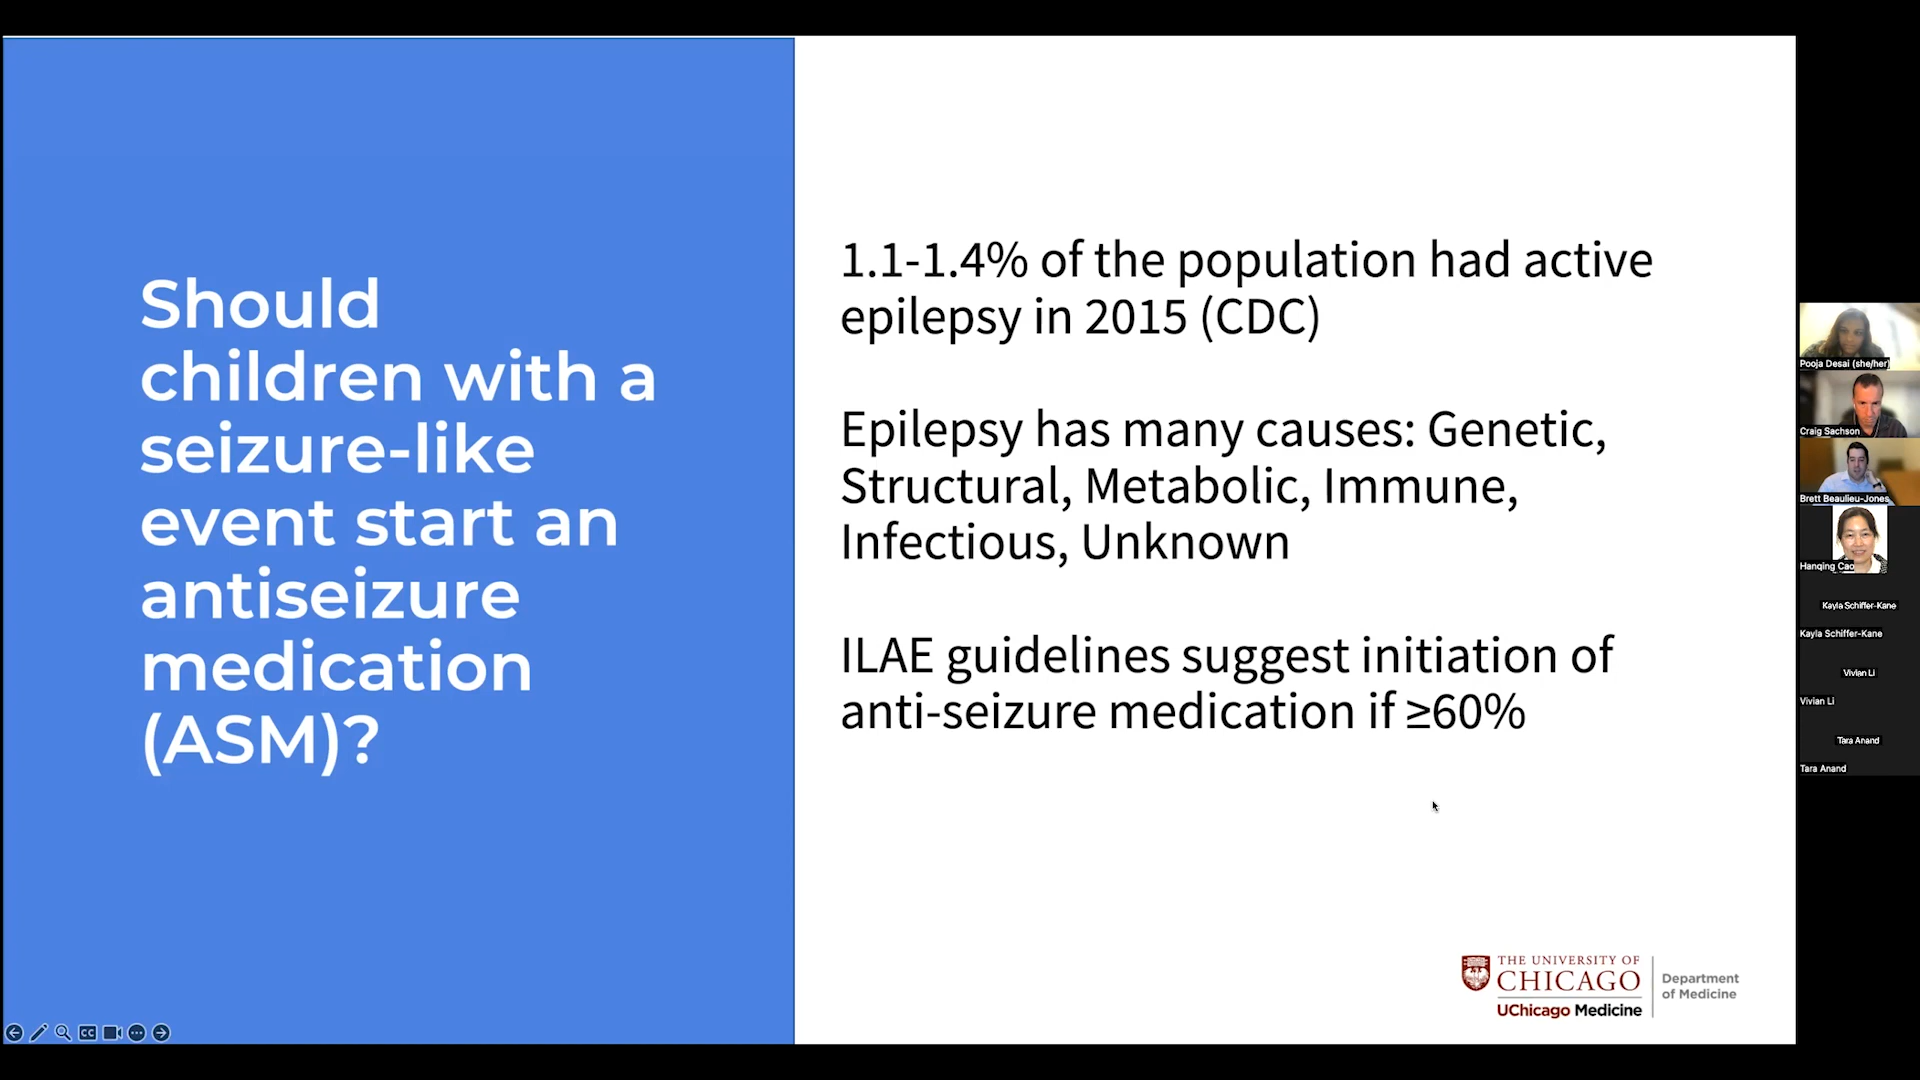 Should
children with a
seizure-like
event start an
antiseizure
medication
(ASM)?
1.1-1.4% of the population had active
epilepsy in 2015 (CDC)
Epilepsy has many causes: Genetic,
Structural, Metabolic, Immune,
Infectious, Unknown
ILAE guidelines suggest initiation of
anti-seizure medication if ≥60%
THE UNIVERSITY OF
CHICAGO
UChicago Medicine
Department
of Medicine
CC
Pooja Desai (she/her)
Craig Sachson
Brett Beaulieu-Jones
Hanqing Cao
Kayla Schiffer-Kane
Kayla Schiffer-Kane
Vivian Li
Vivian Li
Tara Anand
Tara Anand